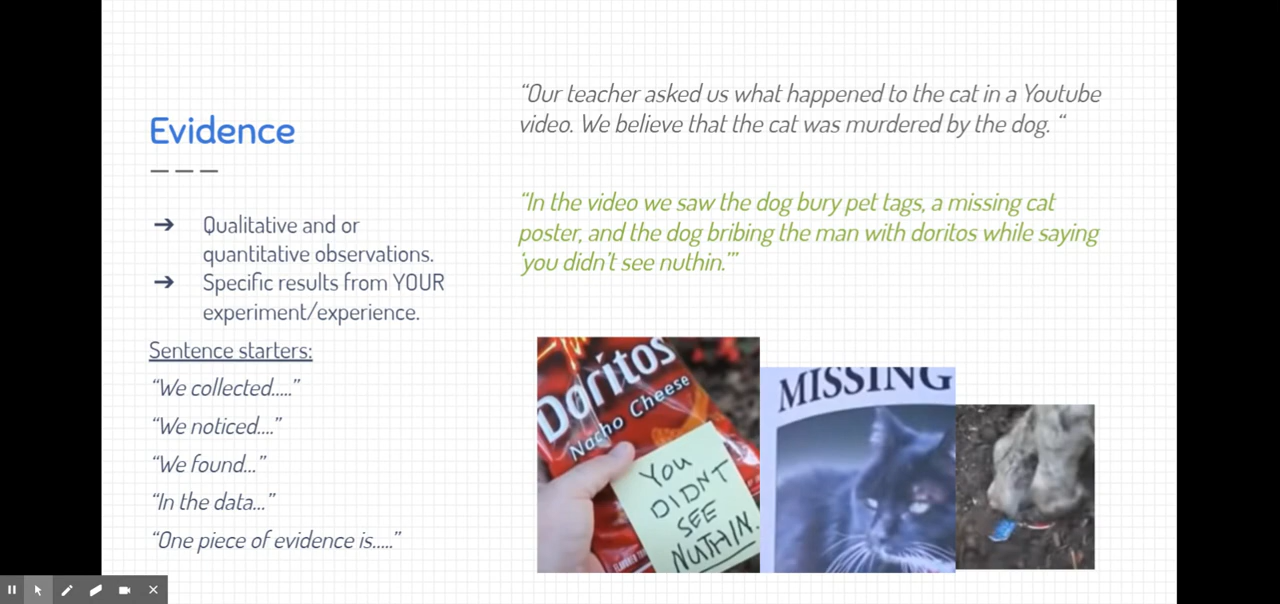 Evidence
Qualitative and or
quantitative observations.
Specific results from YOUR
experiment/experience.
Sentence starters:
“We collected.....”
“We noticed....”
“We found...”
“In the data...”
“One piece of evidence is.....”
“Our teacher asked us what happened to the cat in a Youtube
video. We believe that the cat was murdered by the dog. “
“In the video we saw the dog bury pet tags, a missing cat
poster, and the dog bribing the man with doritos while saying
‘you didn’t see nuthin.’”
Doritos
Nacho Cheese
YOU
DIDN'T
SEE
NUTHIN.
MISSING